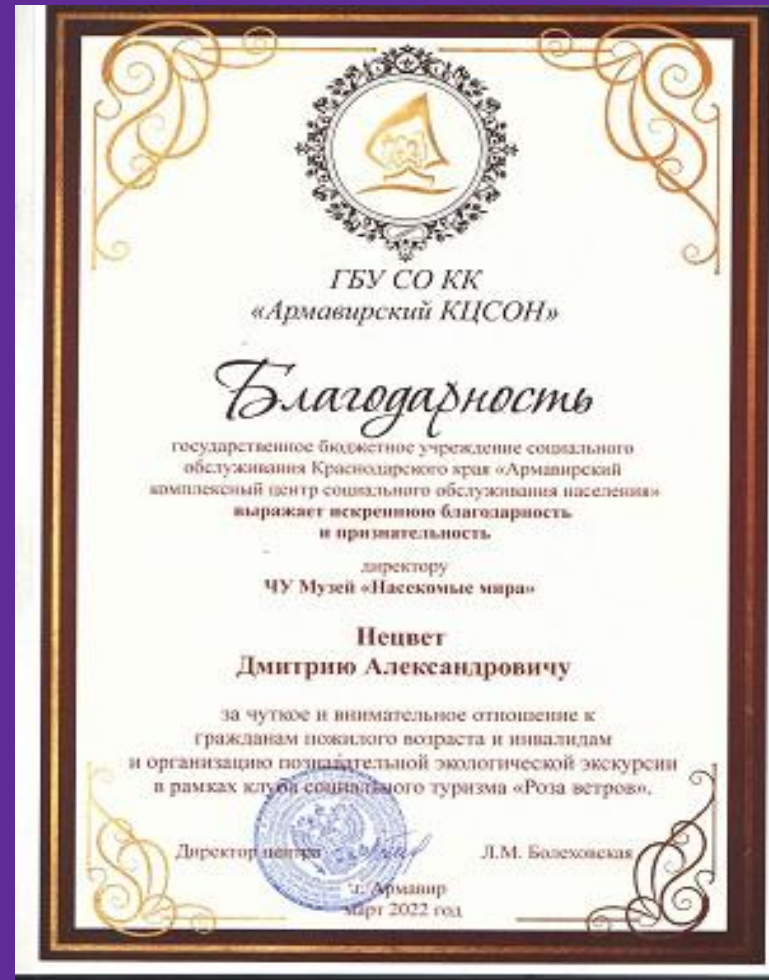 ГБУ СО КК
«Армавирский КЦСОН»
Благодарность
государственное бюджетное учреждение социального
обслуживания Краснодарского края «Армавирский
комплексный центр социального обслуживания населения»
выражает искреннюю благодарность
и признательность
директору
ЧУ Музей «Насекомые мира»
Нецвет
Дмитрию Александровичу
за чуткое и внимательное отношение к
гражданам пожилого возраста и инвалидам
и организацию познавательной экологической экскурсии
в рамках клуба социального туризма «Роза ветров».
Директор центра Л.М. Болеховская
г. Армавир
март 2022 год